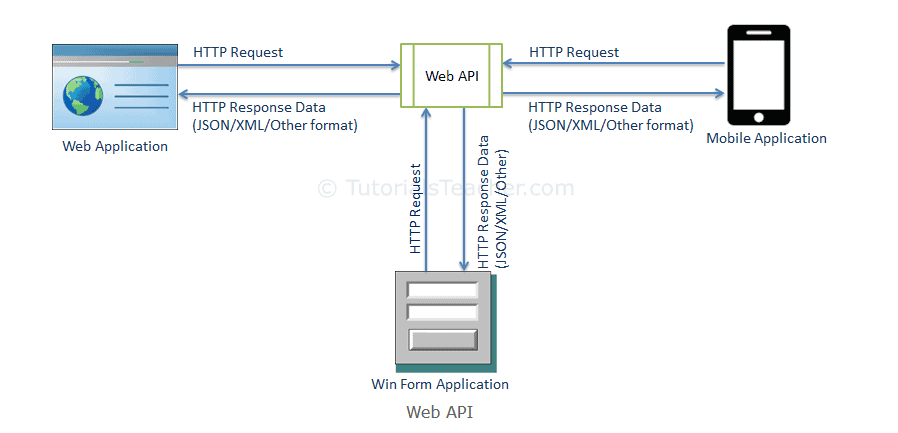 HTTP Request
HTTP Request
Web API
HTTP Response Data
(JSON/XML/Other format)
HTTP Response Data
(JSON/XML/Other format)
Web Application
Mobile Application
© TutorialsTeacher.com
HTTP Request
HTTP Response Data
(JSON/XML/Other)
Win Form Application
Web API